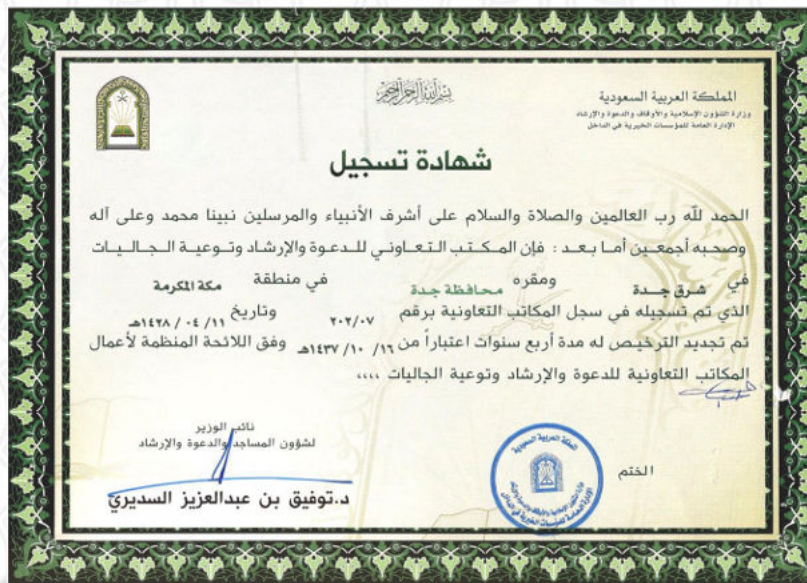 بسم الله الرحمن الرحيم
المملكة العربية السعودية
وزارة الشؤون الإسلامية والأوقاف والدعوة والإرشاد
الإدارة العامة للمؤسسات الخيرية في الداخل
شهادة تسجيل
الحمد لله رب العالمين والصلاة والسلام على أشرف الأنبياء والمرسلين نبينا محمد وعلى آله
وصحبه أجمعين أما بعد : فإن المكتب التعاوني للدعوة والإرشاد وتوعية الجاليات
في شرق جدة ومقره محافظة جدة في منطقة مكة المكرمة
الذي تم تسجيله في سجل المكاتب التعاونية برقم ٢٠٢/٠٧ وتاريخ ١١/ ٠٤ / ١٤٢٨هـ
تم تجديد الترخيص له مدة أربع سنوات اعتباراً من ١٦/ ١٠/ ١٤٣٧هـ وفق اللائحة المنظمة لأعمال
المكاتب التعاونية للدعوة والإرشاد وتوعية الجاليات ،،،،
نائب الوزير
لشؤون المساجد والدعوة والإرشاد
د.توفيق بن عبدالعزيز السديري
الختم
المملكة العربية السعودية